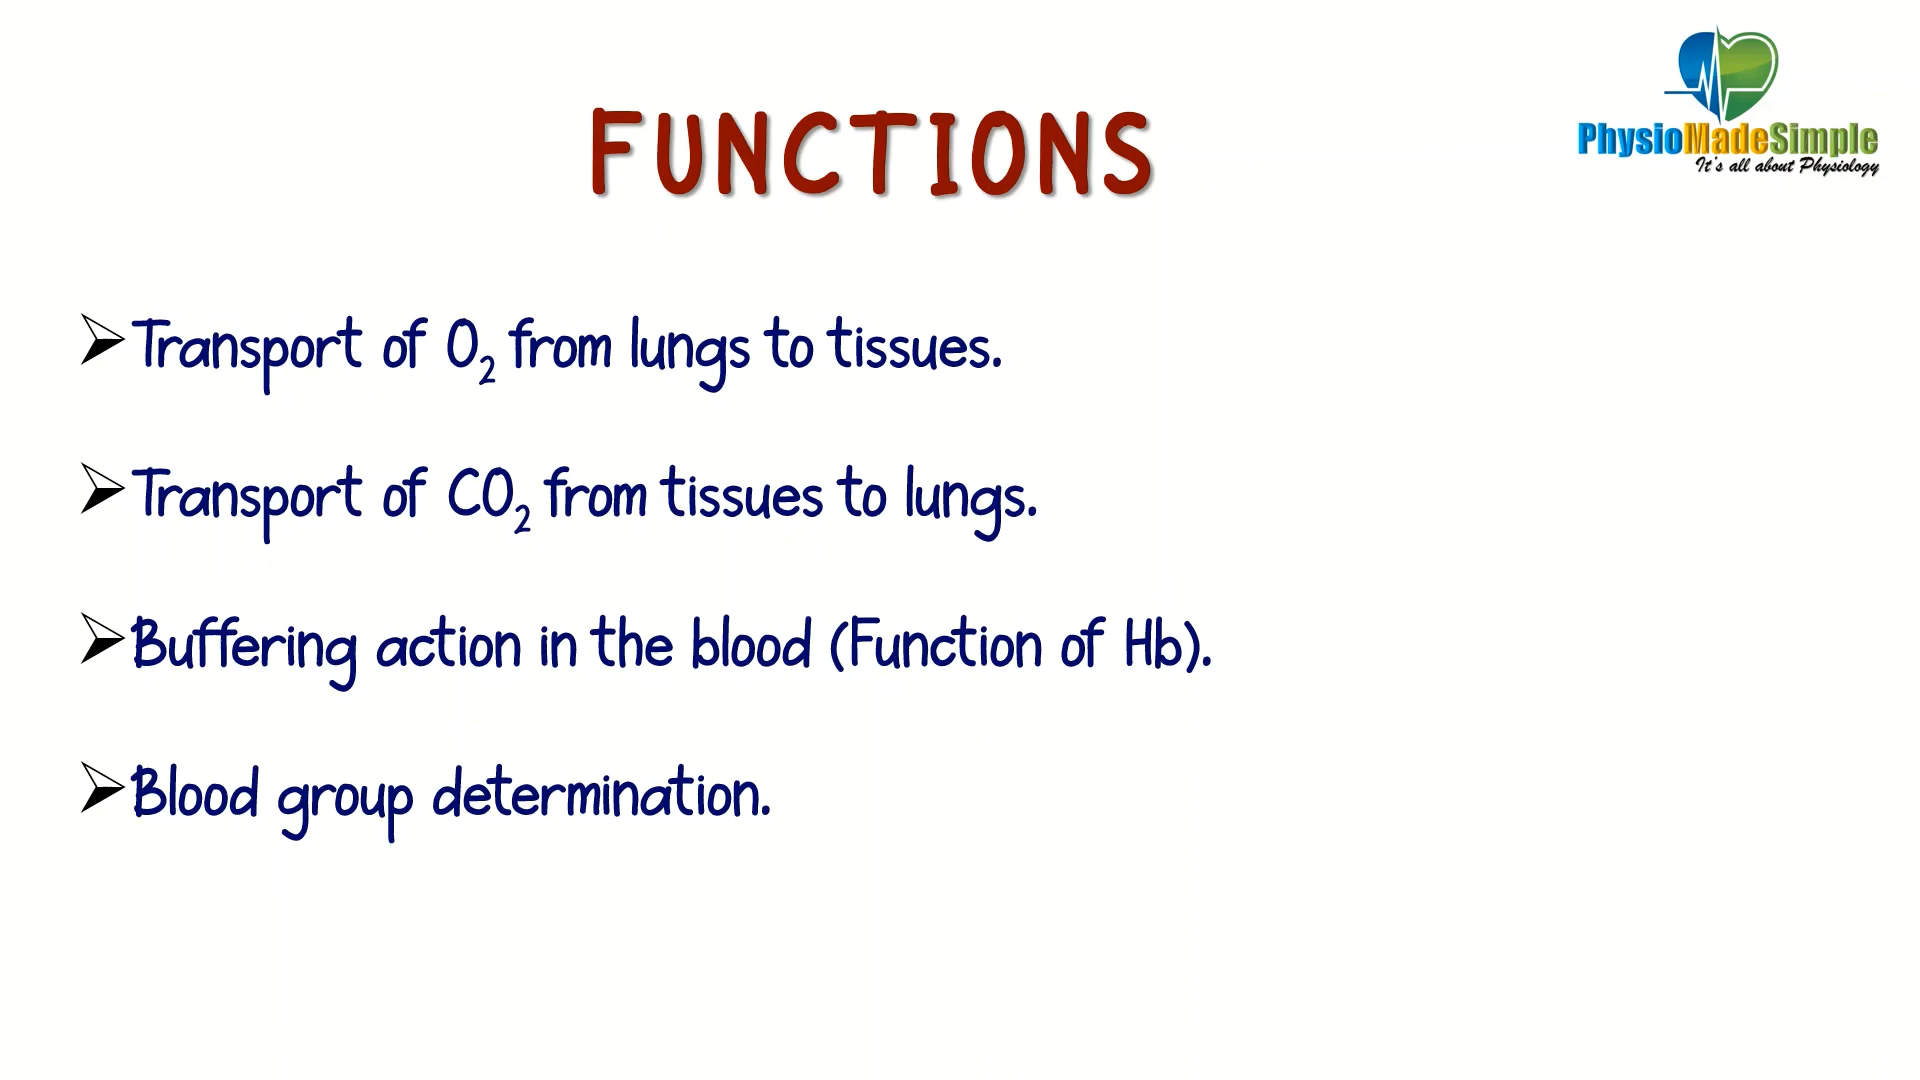 FUNCTIONS
PhysioMadeSimple
It's all about Physiology
Transport of O₂ from lungs to tissues.
Transport of CO₂ from tissues to lungs.
Buffering action in the blood (Function of Hb).
Blood group determination.